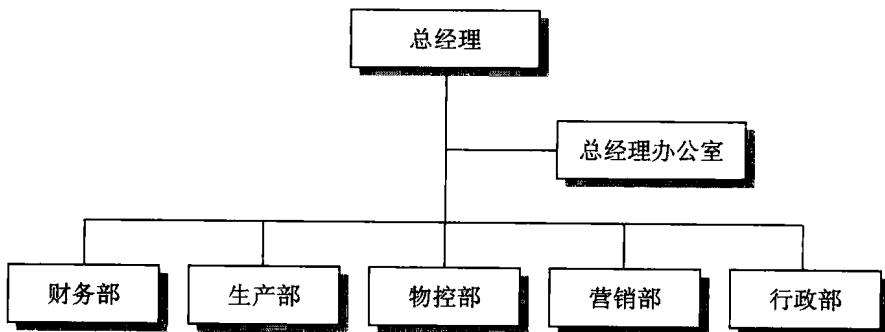 总经理
总经理办公室
财务部
生产部
物控部
营销部
行政部